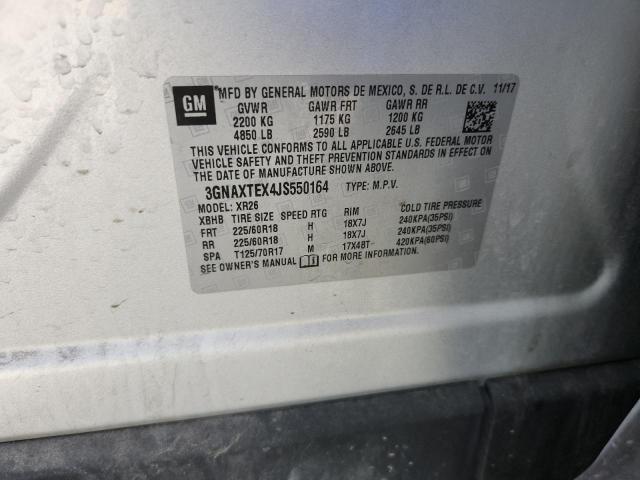 GM
*MFD BY GENERAL MOTORS DE MEXICO, S. DE R.L. DE C.V. 11/17
GVWR GAWR FRT GAWR RR
2200 KG 1175 KG 1200 KG
4850 LB 2590 LB 2645 LB
THIS VEHICLE CONFORMS TO ALL APPLICABLE U.S. FEDERAL MOTOR
VEHICLE SAFETY AND THEFT PREVENTION STANDARDS IN EFFECT ON
THE DATE OF MANUFACTURE SHOWN ABOVE.
3GNAXTEX4JS550164 TYPE: M.P.V.
MODEL: XR26
XBHB TIRE SIZE SPEED RTG RIM COLD TIRE PRESSURE
FRT 225/60R18 H 18X7J 240KPA(35PSI)
RR 225/60R18 H 18X7J 240KPA(35PSI)
SPA T125/70R17 M 17X48T 420KPA(60PSI)
SEE OWNER'S MANUAL FOR MORE INFORMATION